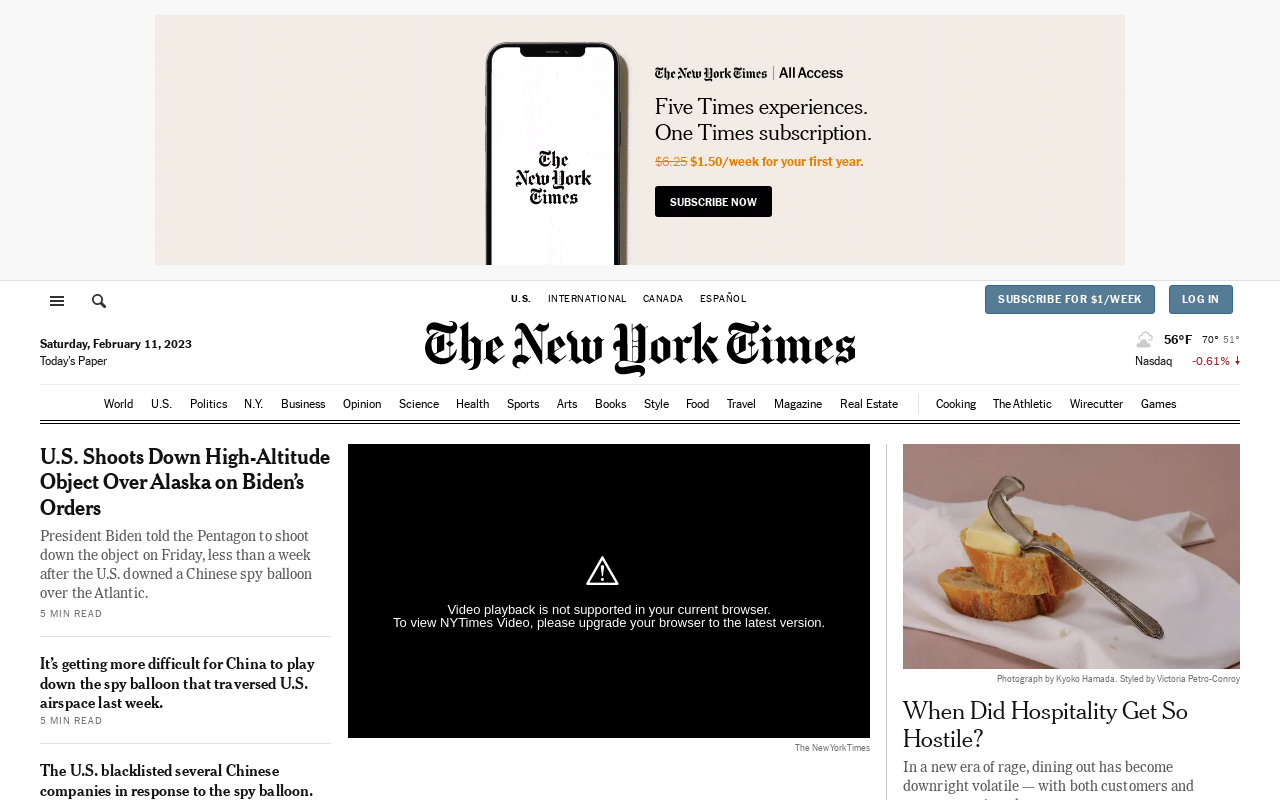 The New York Times | All Access
Five Times experiences.
One Times subscription.
$6.25 $1.50/week for your first year.
SUBSCRIBE NOW
The
New York
Times
U.S. INTERNATIONAL CANADA ESPAÑOL
SUBSCRIBE FOR $1/WEEK LOG IN
The New York Times
Saturday, February 11, 2023
Today's Paper
56°F 70° 51°
Nasdaq -0.61%
World U.S. Politics N.Y. Business Opinion Science Health Sports Arts Books Style Food Travel Magazine Real Estate Cooking The Athletic Wirecutter Games
U.S. Shoots Down High-Altitude
Object Over Alaska on Biden’s
Orders
President Biden told the Pentagon to shoot
down the object on Friday, less than a week
after the U.S. downed a Chinese spy balloon
over the Atlantic.
5 MIN READ
It’s getting more difficult for China to play
down the spy balloon that traversed U.S.
airspace last week.
5 MIN READ
The U.S. blacklisted several Chinese
companies in response to the spy balloon.
Video playback is not supported in your current browser.
To view NYTimes Video, please upgrade your browser to the latest version.
The New York Times
Photograph by Kyoko Hamada. Styled by Victoria Petro-Conroy
When Did Hospitality Get So
Hostile?
In a new era of rage, dining out has become
downright volatile — with both customers and